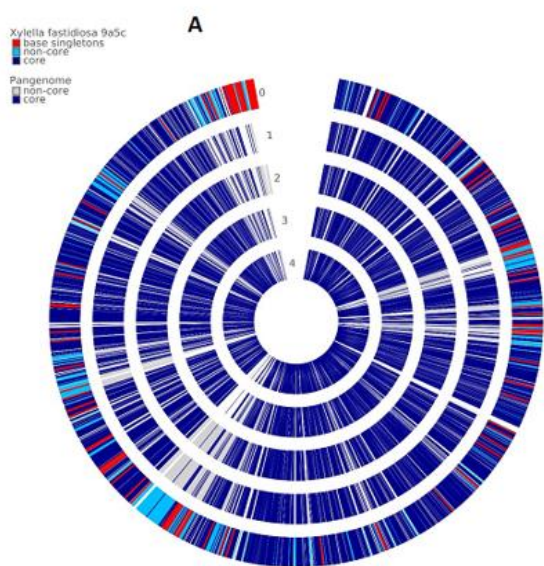 A
Xylella fastidiosa 9a5c
base singletons
non-core
core
Pangenome
non-core
core
0
1
2
3
4